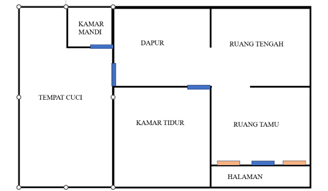 KAMAR
MANDI
DAPUR
RUANG TENGAH
TEMPAT CUCI
KAMAR TIDUR
RUANG TAMU
HALAMAN